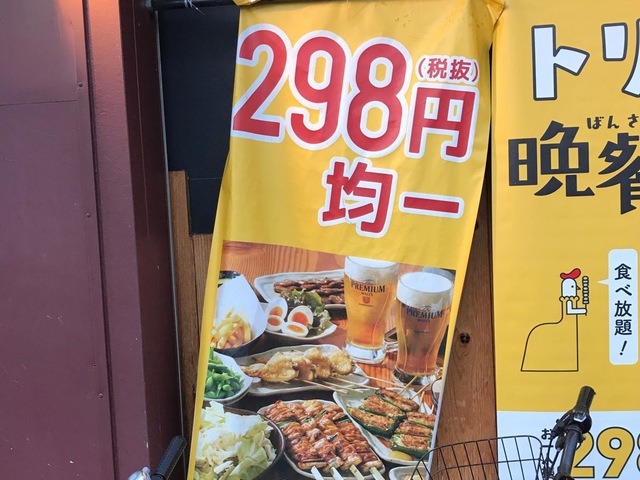 298円
(税抜)
均一
PREMIUM
PREMIUM
トリ
ばんさ
晩餐
食べ放題！
298